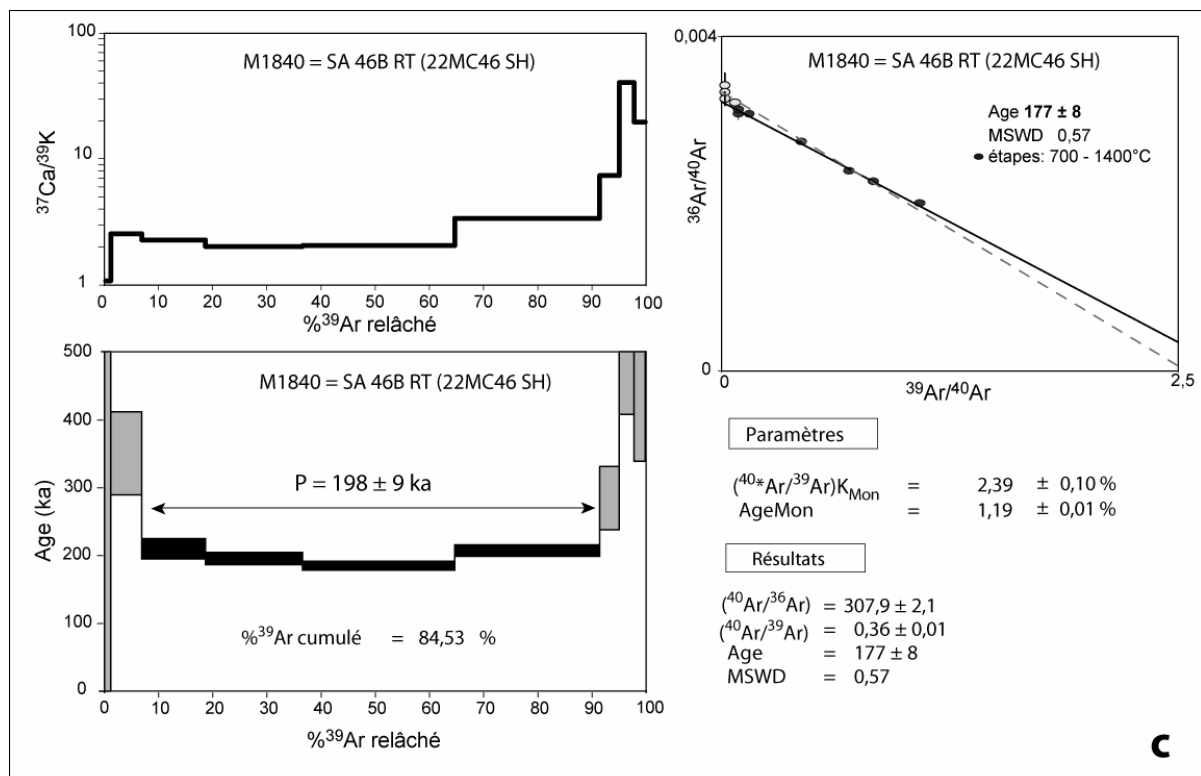 100
10
1
³⁷Ca/³⁹K
M1840 = SA 46B RT (22MC46 SH)
0 10 20 30 40 50 60 70 80 90 100
%³⁹Ar relâché
500
400
300
200
100
0
Age (ka)
M1840 = SA 46B RT (22MC46 SH)
P = 198 ± 9 ka
%³⁹Ar cumulé = 84,53 %
0 10 20 30 40 50 60 70 80 90 100
%³⁹Ar relâché
0,004
0
³⁶Ar/⁴⁰Ar
M1840 = SA 46B RT (22MC46 SH)
Age 177 ± 8
MSWD 0,57
étapes: 700 - 1400°C
0 2,5
³⁹Ar/⁴⁰Ar
Paramètres
(⁴⁰*Ar/³⁹Ar)K_Mon = 2,39 ± 0,10 %
AgeMon = 1,19 ± 0,01 %
Résultats
(⁴⁰Ar/³⁶Ar) = 307,9 ± 2,1
(⁴⁰Ar/³⁹Ar) = 0,36 ± 0,01
Age = 177 ± 8
MSWD = 0,57
c